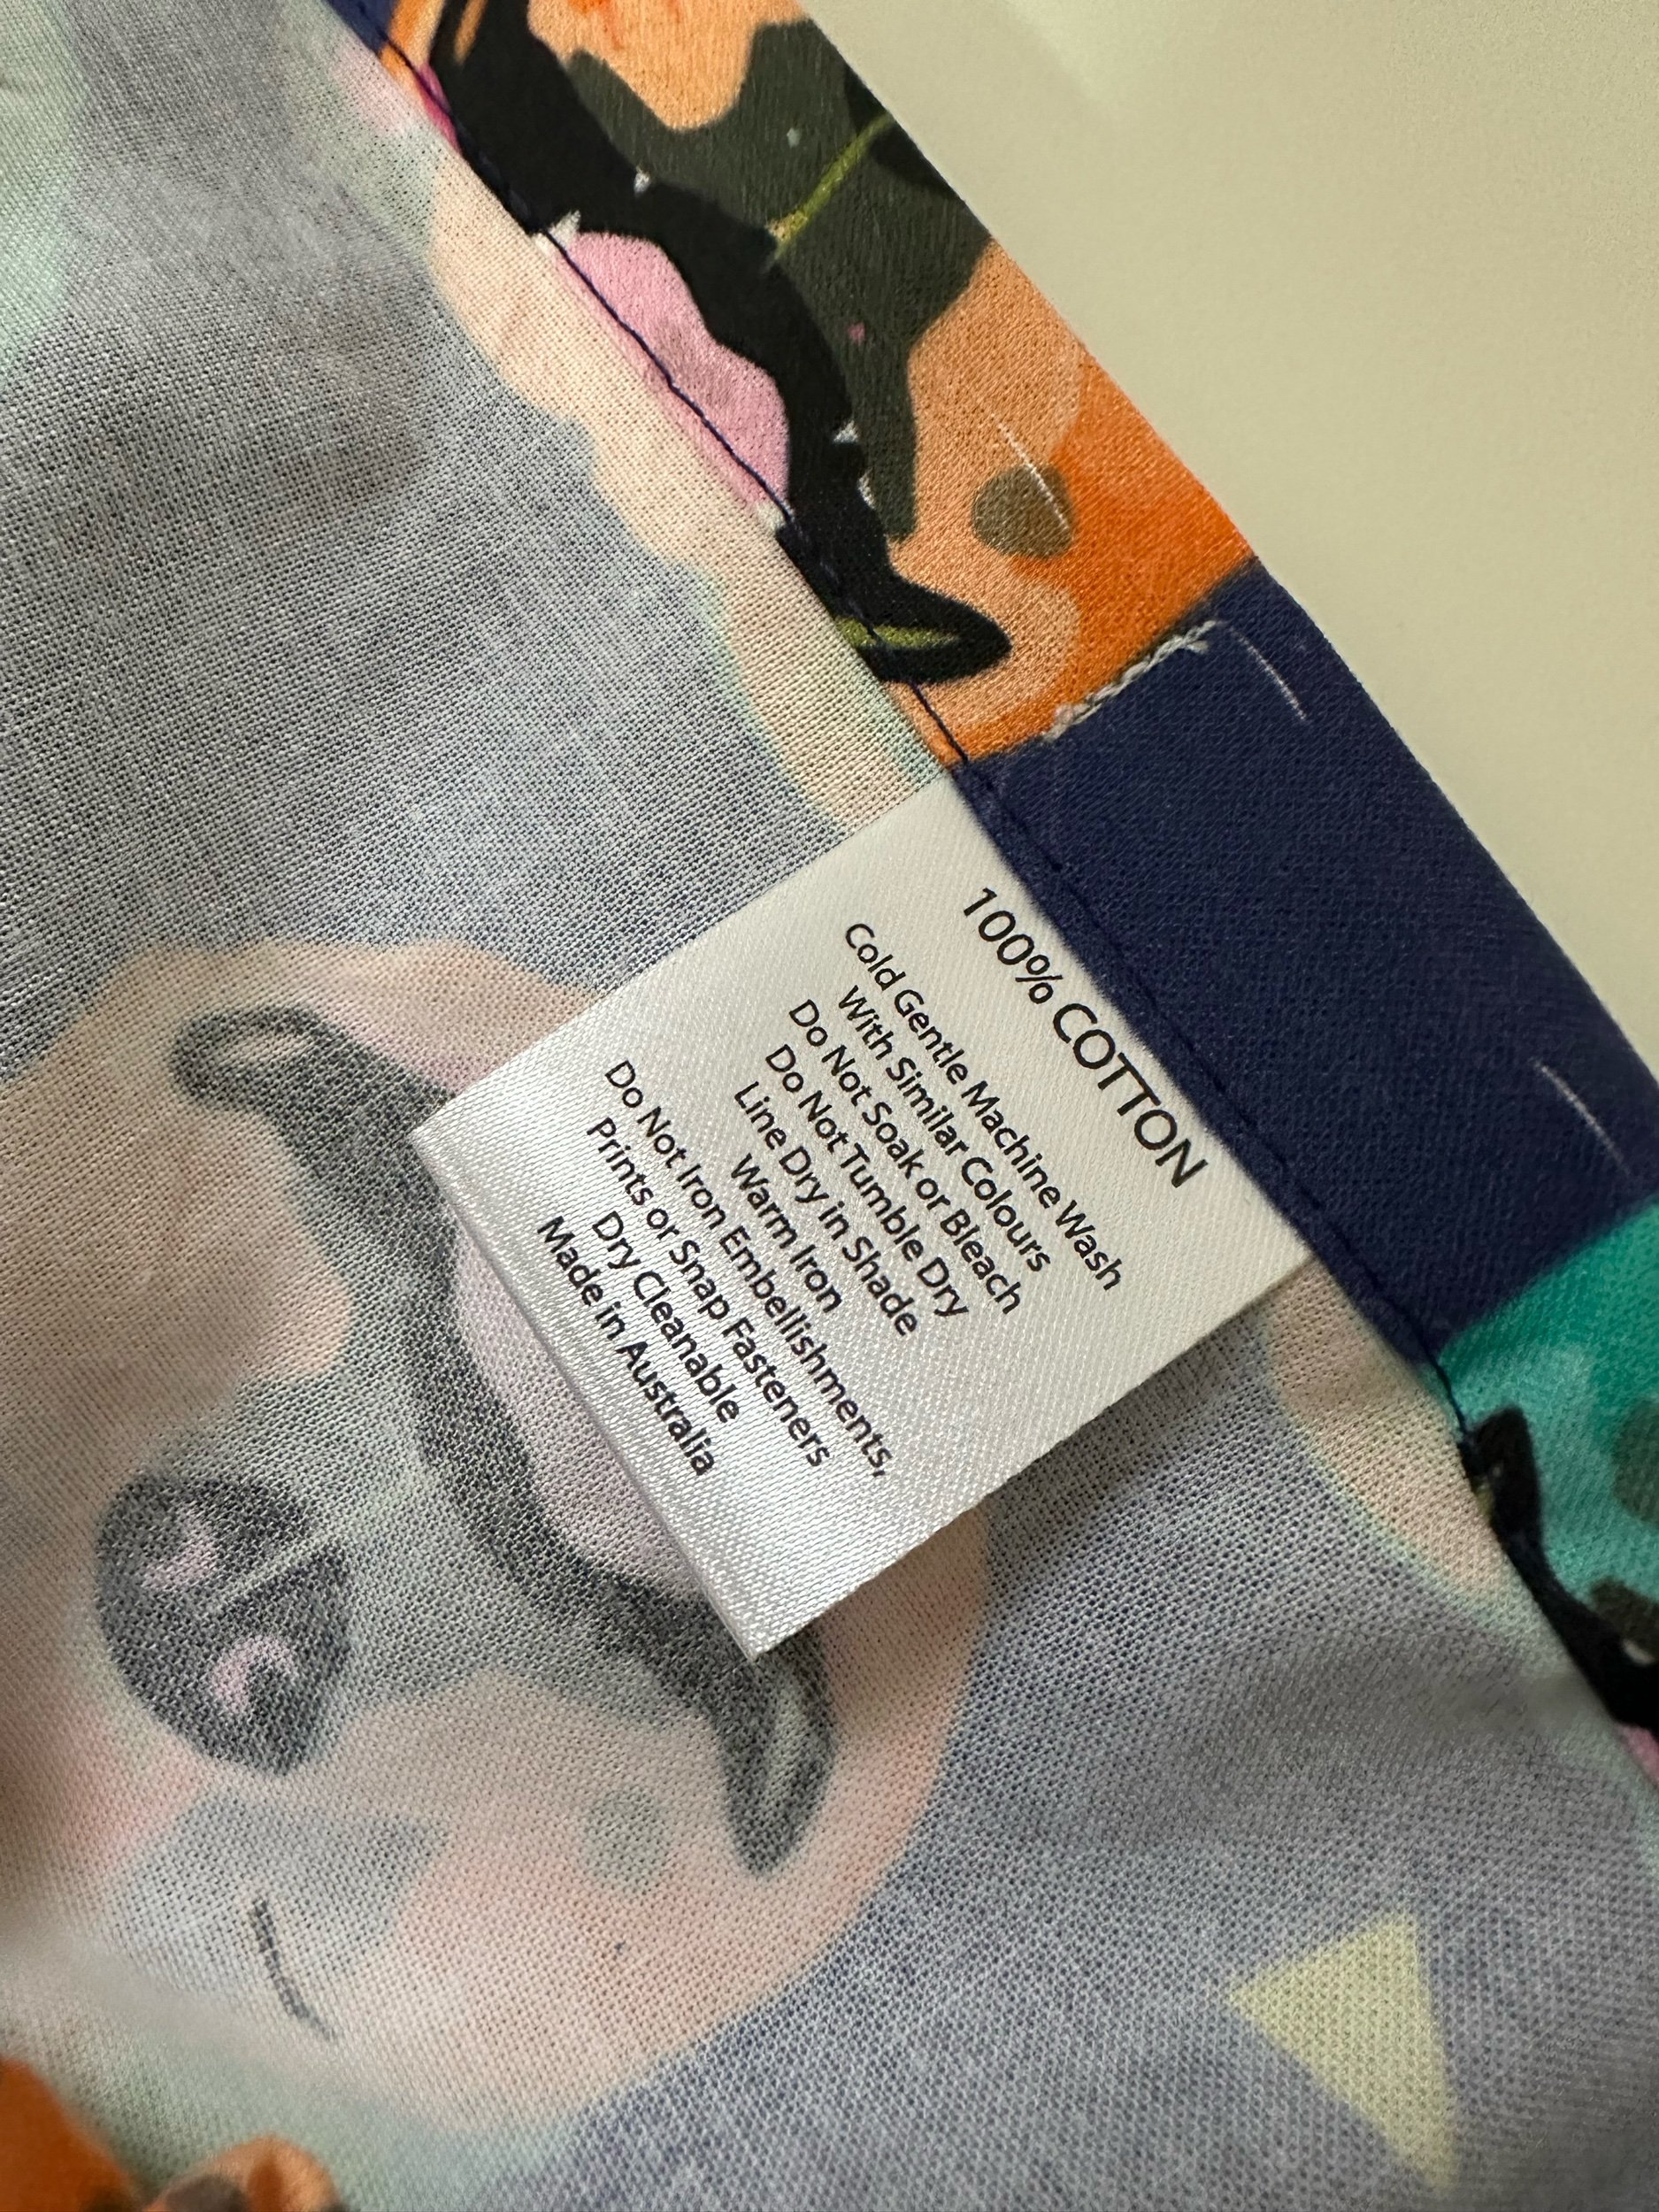 100% COTTON
Cold Gentle Machine Wash
With Similar Colours
Do Not Soak or Bleach
Do Not Tumble Dry
Line Dry in Shade
Warm Iron
Do Not Iron Embellishments,
Prints or Snap Fasteners
Dry Cleanable
Made in Australia